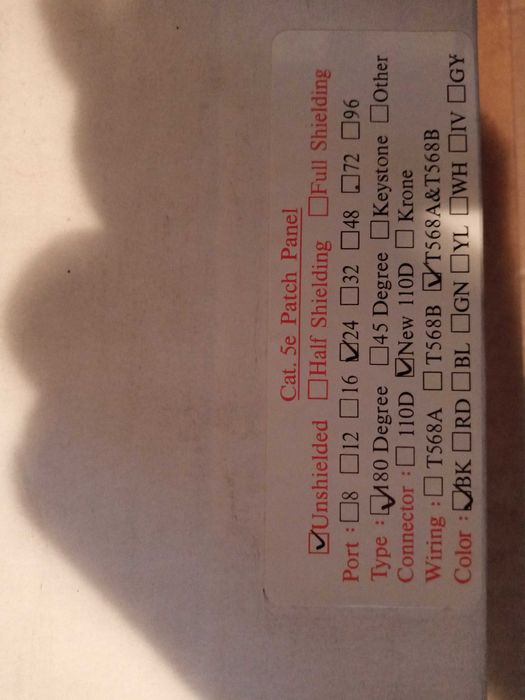 Cat. 5e Patch Panel
☑Unshielded ☐Half Shielding ☐Full Shielding
Port : ☐8 ☐12 ☐16 ☑24 ☐32 ☐48 ☐72 ☐96
Type : ☑180 Degree ☐45 Degree ☐Keystone ☐Other
Connector : ☐ 110D ☑New 110D ☐ Krone
Wiring : ☐ T568A ☐ T568B ☑T568A&T568B
Color : ☑BK ☐RD ☐BL ☐GN ☐YL ☐WH ☐IV ☐GY